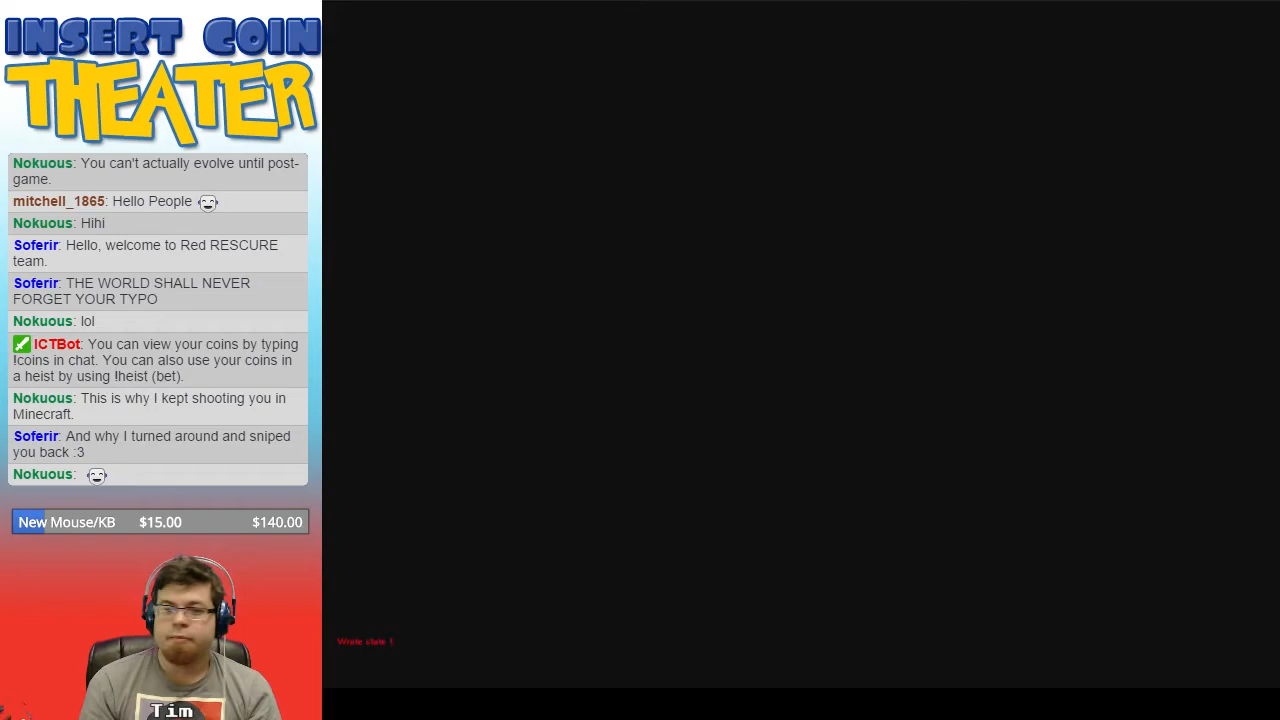 INSERT COIN
THEATER
Nokuous: You can't actually evolve until post-
game.
mitchell_1865: Hello People
Nokuous: Hihi
Soferir: Hello, welcome to Red RESCURE
team.
Soferir: THE WORLD SHALL NEVER
FORGET YOUR TYPO
Nokuous: lol
ICTBot: You can view your coins by typing
!coins in chat. You can also use your coins in
a heist by using !heist (bet).
Nokuous: This is why I kept shooting you in
Minecraft.
Soferir: And why I turned around and sniped
you back :3
Nokuous:
New Mouse/KB $15.00 $140.00
Tim
Wrote state 1